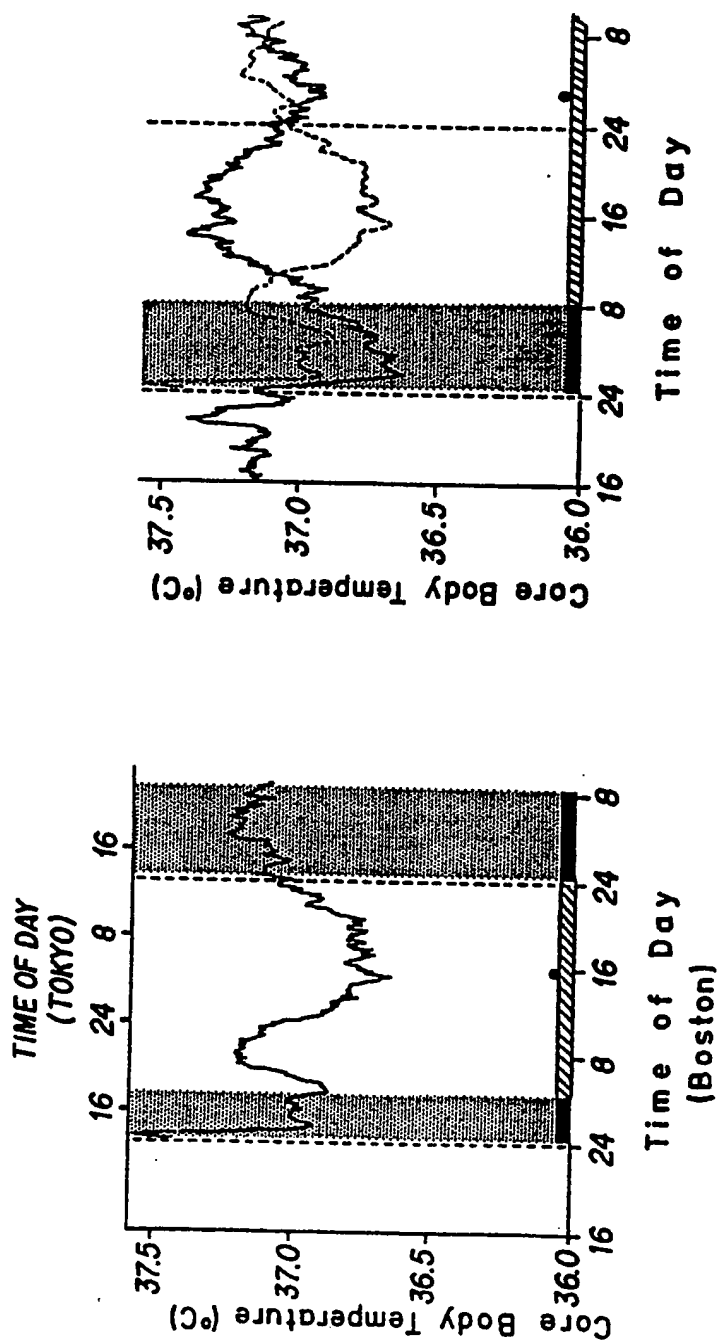 TIME OF DAY
(TOKYO)
16 24 8 16
37.5
37.0
36.5
36.0
Core Body Temperature (°C)
16 24 8 16 24 8
Time of Day
(Boston)
37.5
37.0
36.5
36.0
Core Body Temperature (°C)
16 24 8 16 24 8
Time of Day